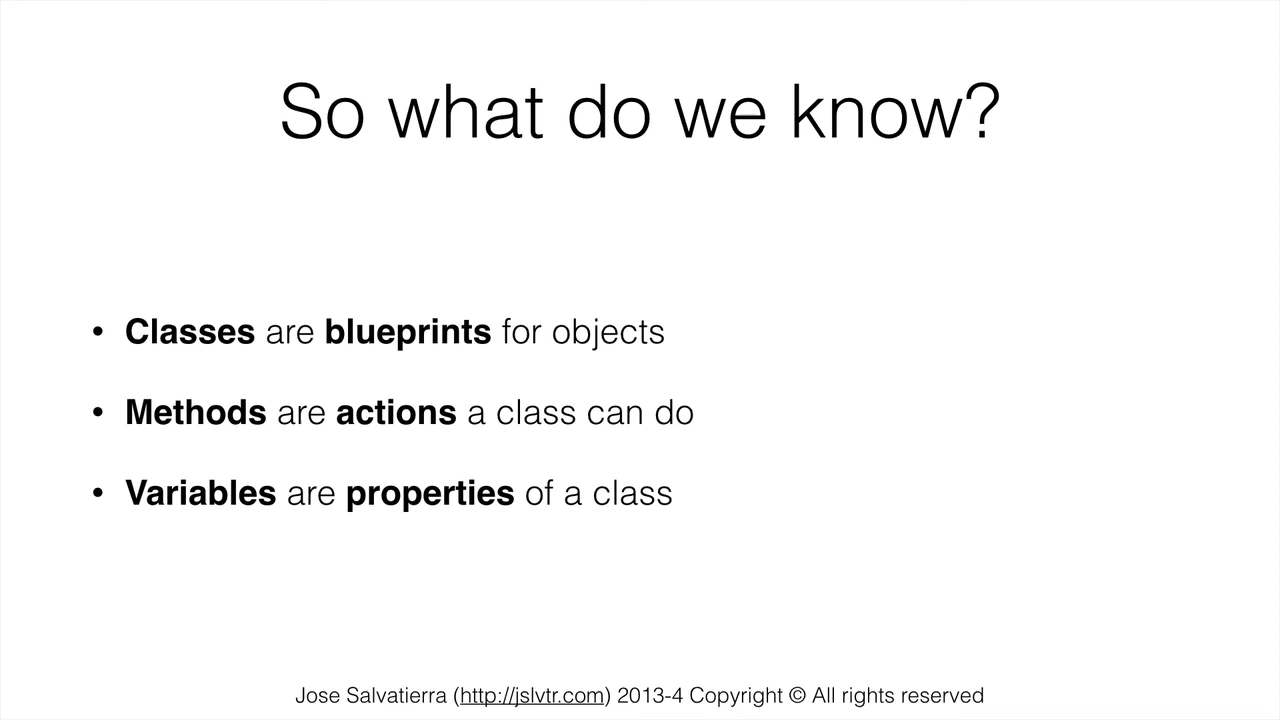 So what do we know?
• Classes are blueprints for objects
• Methods are actions a class can do
• Variables are properties of a class
Jose Salvatierra (http://jslvtr.com) 2013-4 Copyright © All rights reserved